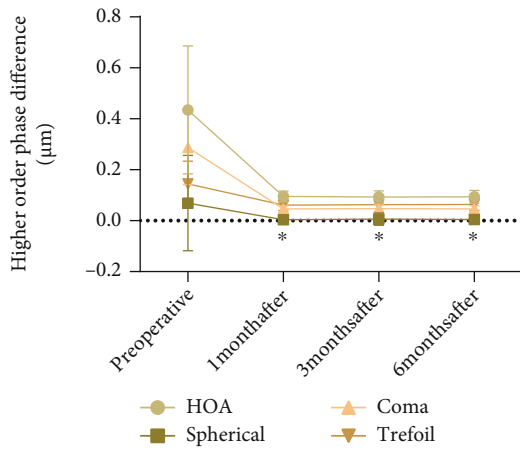 Higher order phase difference
(μm)
0.8
0.6
0.4
0.2
0.0
−0.2
* * *
Preoperative
1monthafter
3monthsafter
6monthsafter
HOA Coma
Spherical Trefoil